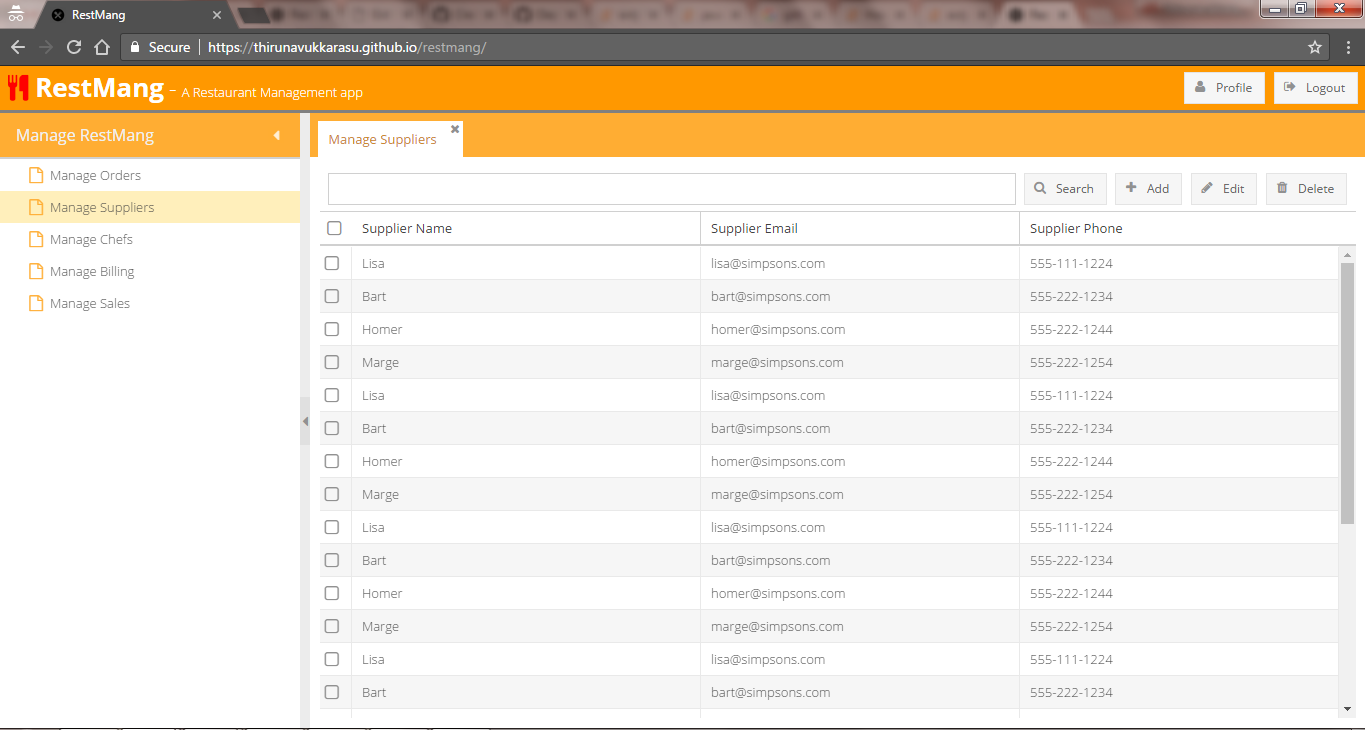 RestMang
Secure https://thirunavukkarasu.github.io/restmang/
RestMang - A Restaurant Management app
Profile
Logout
Manage RestMang
Manage Orders
Manage Suppliers
Manage Chefs
Manage Billing
Manage Sales
Manage Suppliers
Search
Add
Edit
Delete
Supplier Name Supplier Email Supplier Phone
Lisa lisa@simpsons.com 555-111-1224
Bart bart@simpsons.com 555-222-1234
Homer homer@simpsons.com 555-222-1244
Marge marge@simpsons.com 555-222-1254
Lisa lisa@simpsons.com 555-111-1224
Bart bart@simpsons.com 555-222-1234
Homer homer@simpsons.com 555-222-1244
Marge marge@simpsons.com 555-222-1254
Lisa lisa@simpsons.com 555-111-1224
Bart bart@simpsons.com 555-222-1234
Homer homer@simpsons.com 555-222-1244
Marge marge@simpsons.com 555-222-1254
Lisa lisa@simpsons.com 555-111-1224
Bart bart@simpsons.com 555-222-1234